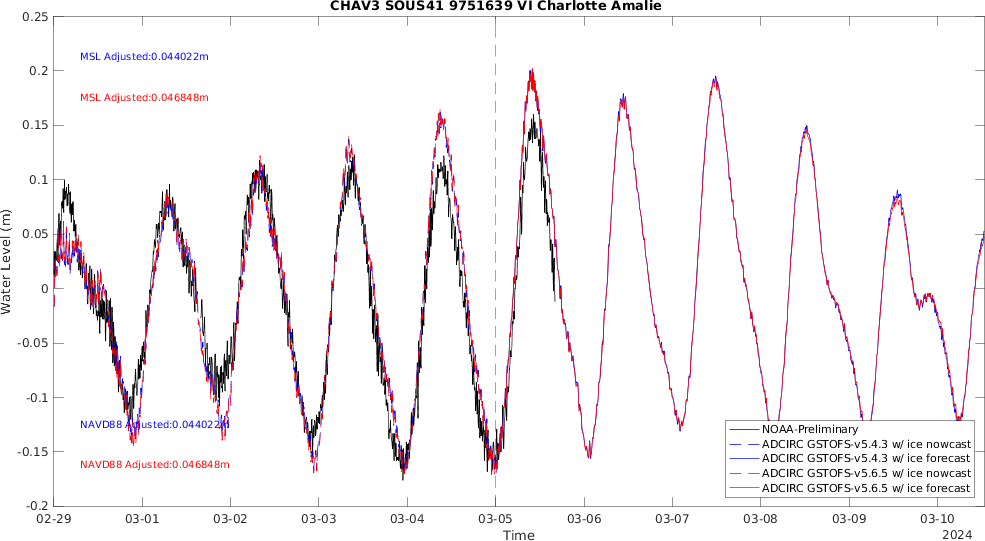 CHAV3 SOUS41 9751639 VI Charlotte Amalie
0.25
0.2
0.15
0.1
0.05
0
-0.05
-0.1
-0.15
-0.2
Water Level (m)
MSL Adjusted:0.044022m
MSL Adjusted:0.046848m
NAVD88 Adjusted:0.044022m
NAVD88 Adjusted:0.046848m
NOAA-Preliminary
ADCIRC GSTOFS-v5.4.3 w/ ice nowcast
ADCIRC GSTOFS-v5.4.3 w/ ice forecast
ADCIRC GSTOFS-v5.6.5 w/ ice nowcast
ADCIRC GSTOFS-v5.6.5 w/ ice forecast
02-29 03-01 03-02 03-03 03-04 03-05 03-06 03-07 03-08 03-09 03-10
Time
2024